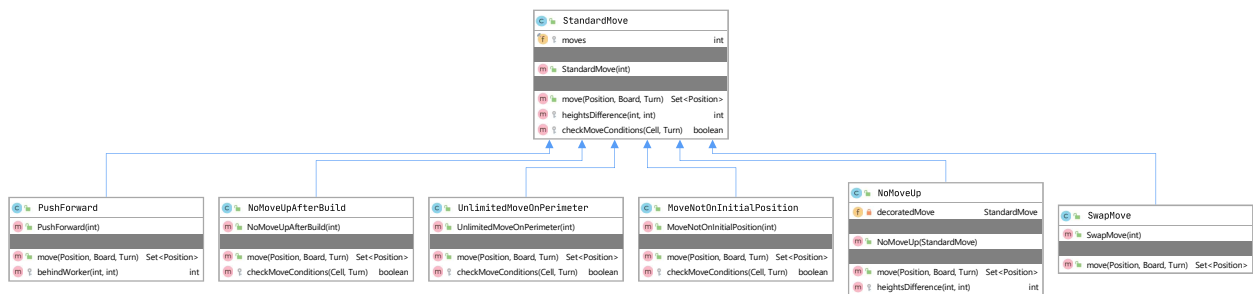 StandardMove
moves int
StandardMove(int)
move(Position, Board, Turn) Set<Position>
heightsDifference(int, int) int
checkMoveConditions(Cell, Turn) boolean
PushForward
PushForward(int)
move(Position, Board, Turn) Set<Position>
behindWorker(int, int) int
NoMoveUpAfterBuild
NoMoveUpAfterBuild(int)
move(Position, Board, Turn) Set<Position>
checkMoveConditions(Cell, Turn) boolean
UnlimitedMoveOnPerimeter
UnlimitedMoveOnPerimeter(int)
move(Position, Board, Turn) Set<Position>
checkMoveConditions(Cell, Turn) boolean
MoveNotOnInitialPosition
MoveNotOnInitialPosition(int)
move(Position, Board, Turn) Set<Position>
checkMoveConditions(Cell, Turn) boolean
NoMoveUp
decoratedMove StandardMove
NoMoveUp(StandardMove)
move(Position, Board, Turn) Set<Position>
heightsDifference(int, int) int
SwapMove
SwapMove(int)
move(Position, Board, Turn) Set<Position>